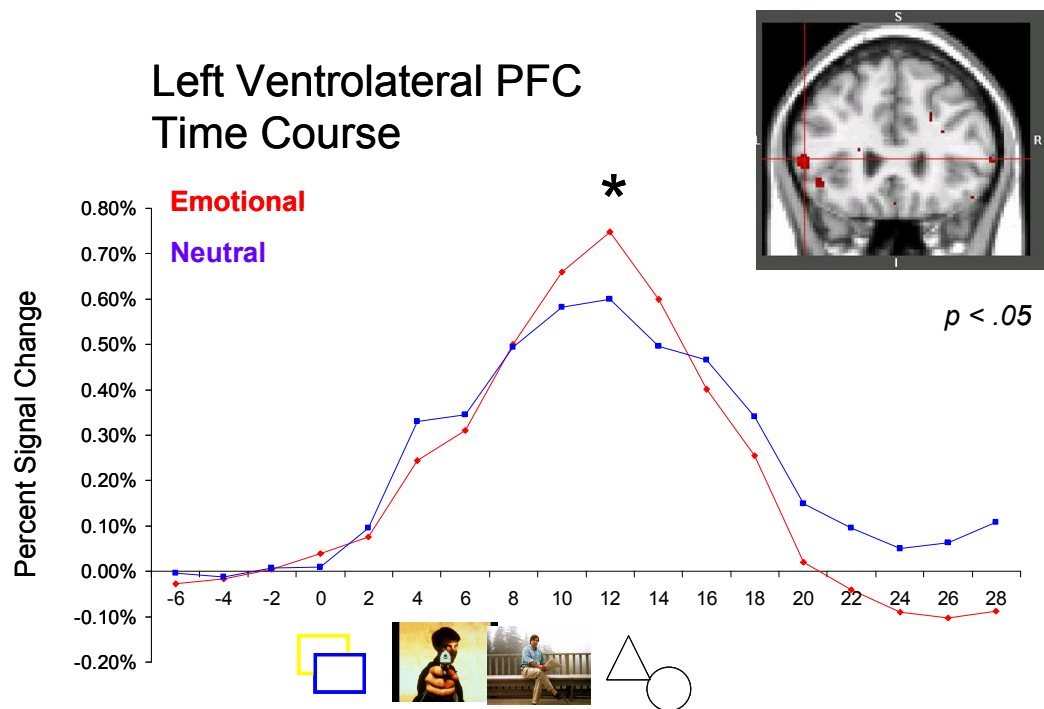 Left Ventrolateral PFC
Time Course
S
L
R
I
*
Emotional
Neutral
p < .05
Percent Signal Change
0.80%
0.70%
0.60%
0.50%
0.40%
0.30%
0.20%
0.10%
0.00%
-0.10%
-0.20%
-6 -4 -2 0 2 4 6 8 10 12 14 16 18 20 22 24 26 28